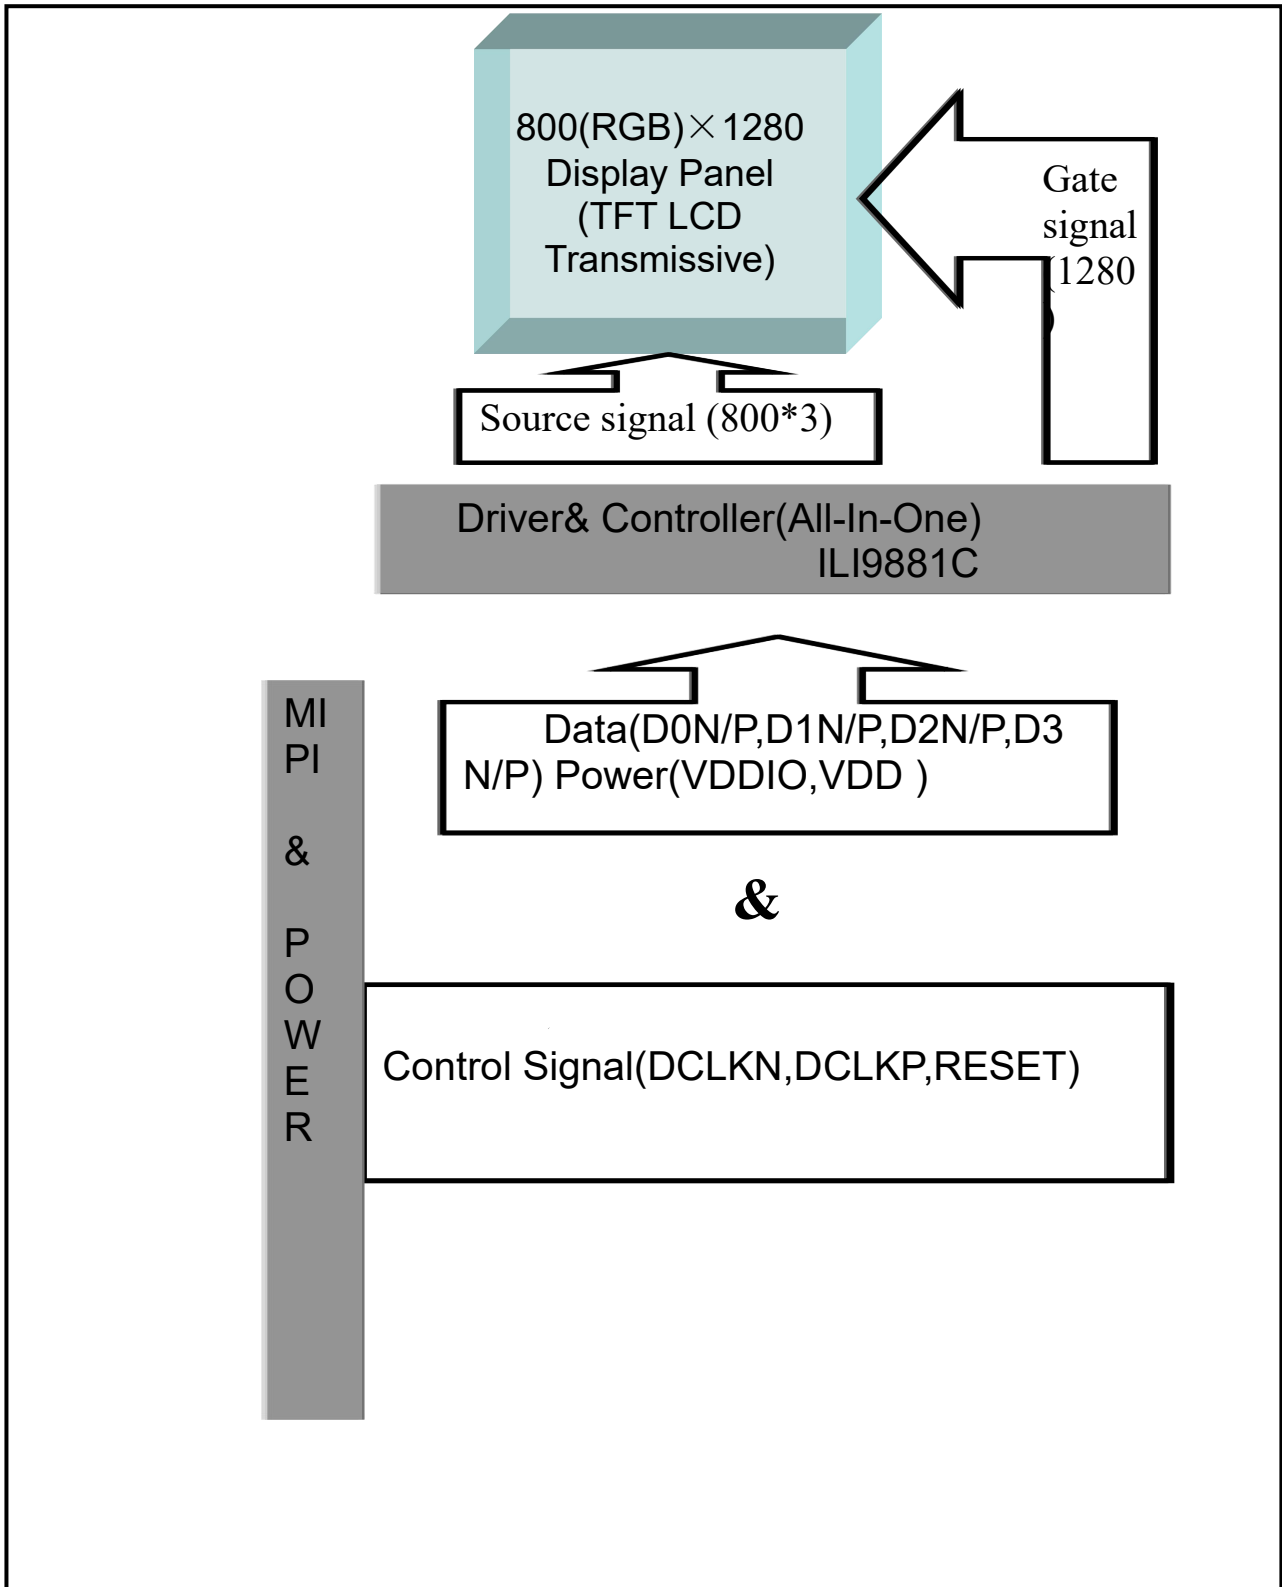 800(RGB)×1280
Display Panel
(TFT LCD
Transmissive)
Gate
signal
(1280
)
Source signal (800*3)
Driver& Controller(All-In-One)
ILI9881C
MI
PI
&
P
O
W
E
R
Data(D0N/P,D1N/P,D2N/P,D3
N/P) Power(VDDIO,VDD )
&
Control Signal(DCLKN,DCLKP,RESET)